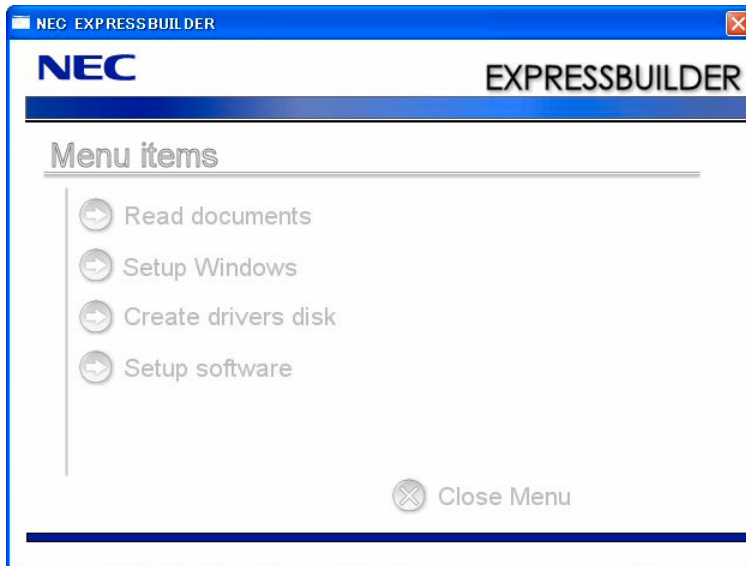 NEC EXPRESSBUILDER
NEC
EXPRESSBUILDER
Menu items
Read documents
Setup Windows
Create drivers disk
Setup software
Close Menu